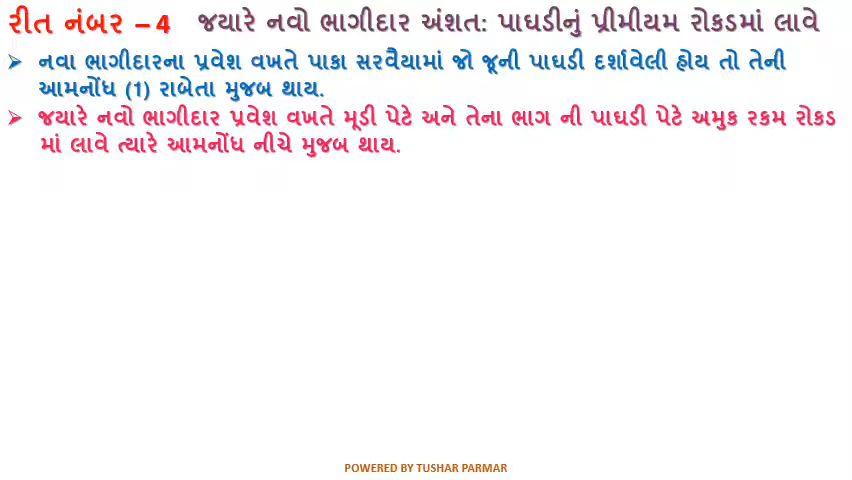 રીત નંબર – 4 જયારે નવો ભાગીદાર અંશત: પાઘડીનું પ્રીમીયમ રોકડમાં લાવે
➢ નવા ભાગીદારના પ્રવેશ વખતે પાકા સરવૈયામાં જો જૂની પાઘડી દર્શાવેલી હોય તો તેની
આમનોંધ (1) રાબેતા મુજબ થાય.
➢ જયારે નવો ભાગીદાર પ્રવેશ વખતે મૂડી પેટે અને તેના ભાગ ની પાઘડી પેટે અમુક રકમ રોકડ
માં લાવે ત્યારે આમનોંધ નીચે મુજબ થાય.
POWERED BY TUSHAR PARMAR